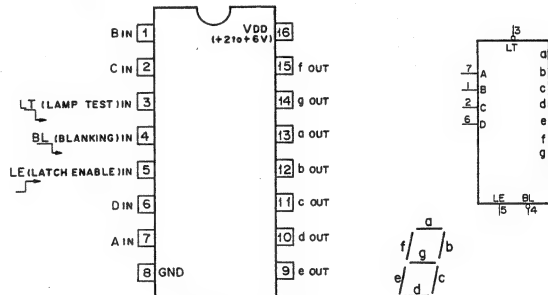 B IN 1
C IN 2
LT (LAMP TEST) IN 3
BL (BLANKING) IN 4
LE (LATCH ENABLE) IN 5
D IN 6
A IN 7
8 GND
VDD 16
(+2 to +6V)
15 f OUT
14 g OUT
13 a OUT
12 b OUT
11 c OUT
10 d OUT
9 e OUT
3
LT
7 A
1 B
2 C
6 D
a
b
c
d
e
f
g
LE BL
5 4
a
f g b
e d c